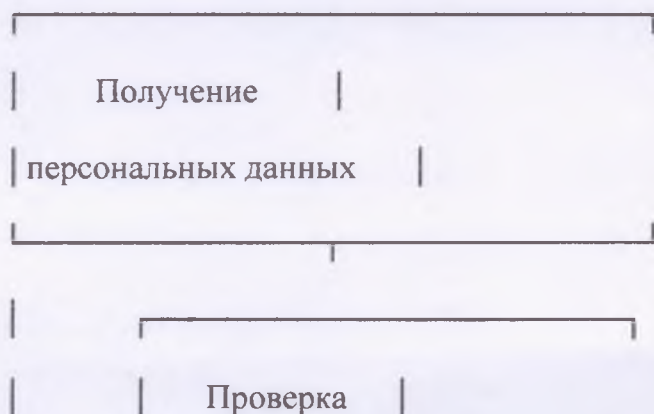 Получение
персональных данных
Проверка